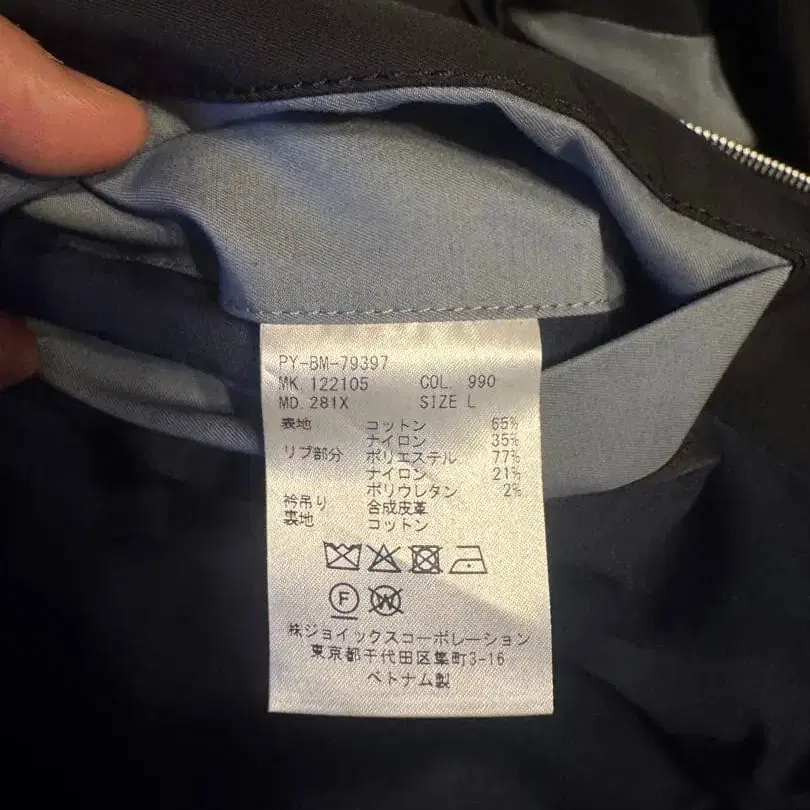 PY-BM-79397
MK. 122105 COL. 990
MD. 281X SIZE L
表地 コットン 65%
ナイロン 35%
リブ部分 ポリエステル 77%
ナイロン 21%
ポリウレタン 2%
衿吊り 合成皮革
裏地 コットン
F W
株ジョイックスコーポレーション
東京都千代田区隼町3-16
ベトナム製